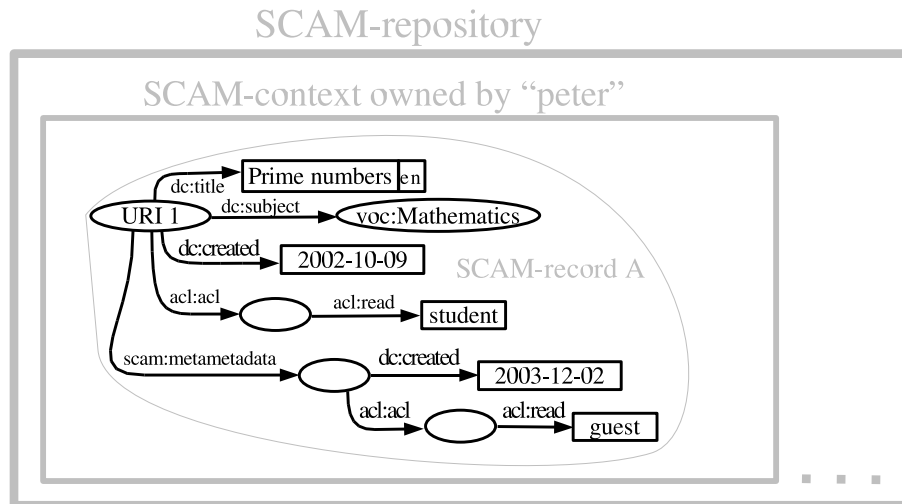 SCAM-repository
SCAM-context owned by “peter”
Prime numbers en
dc:title
URI 1
dc:subject
voc:Mathematics
dc:created
2002-10-09
SCAM-record A
acl:acl
acl:read
student
scam:metametadata
dc:created
2003-12-02
acl:acl
acl:read
guest
. . .